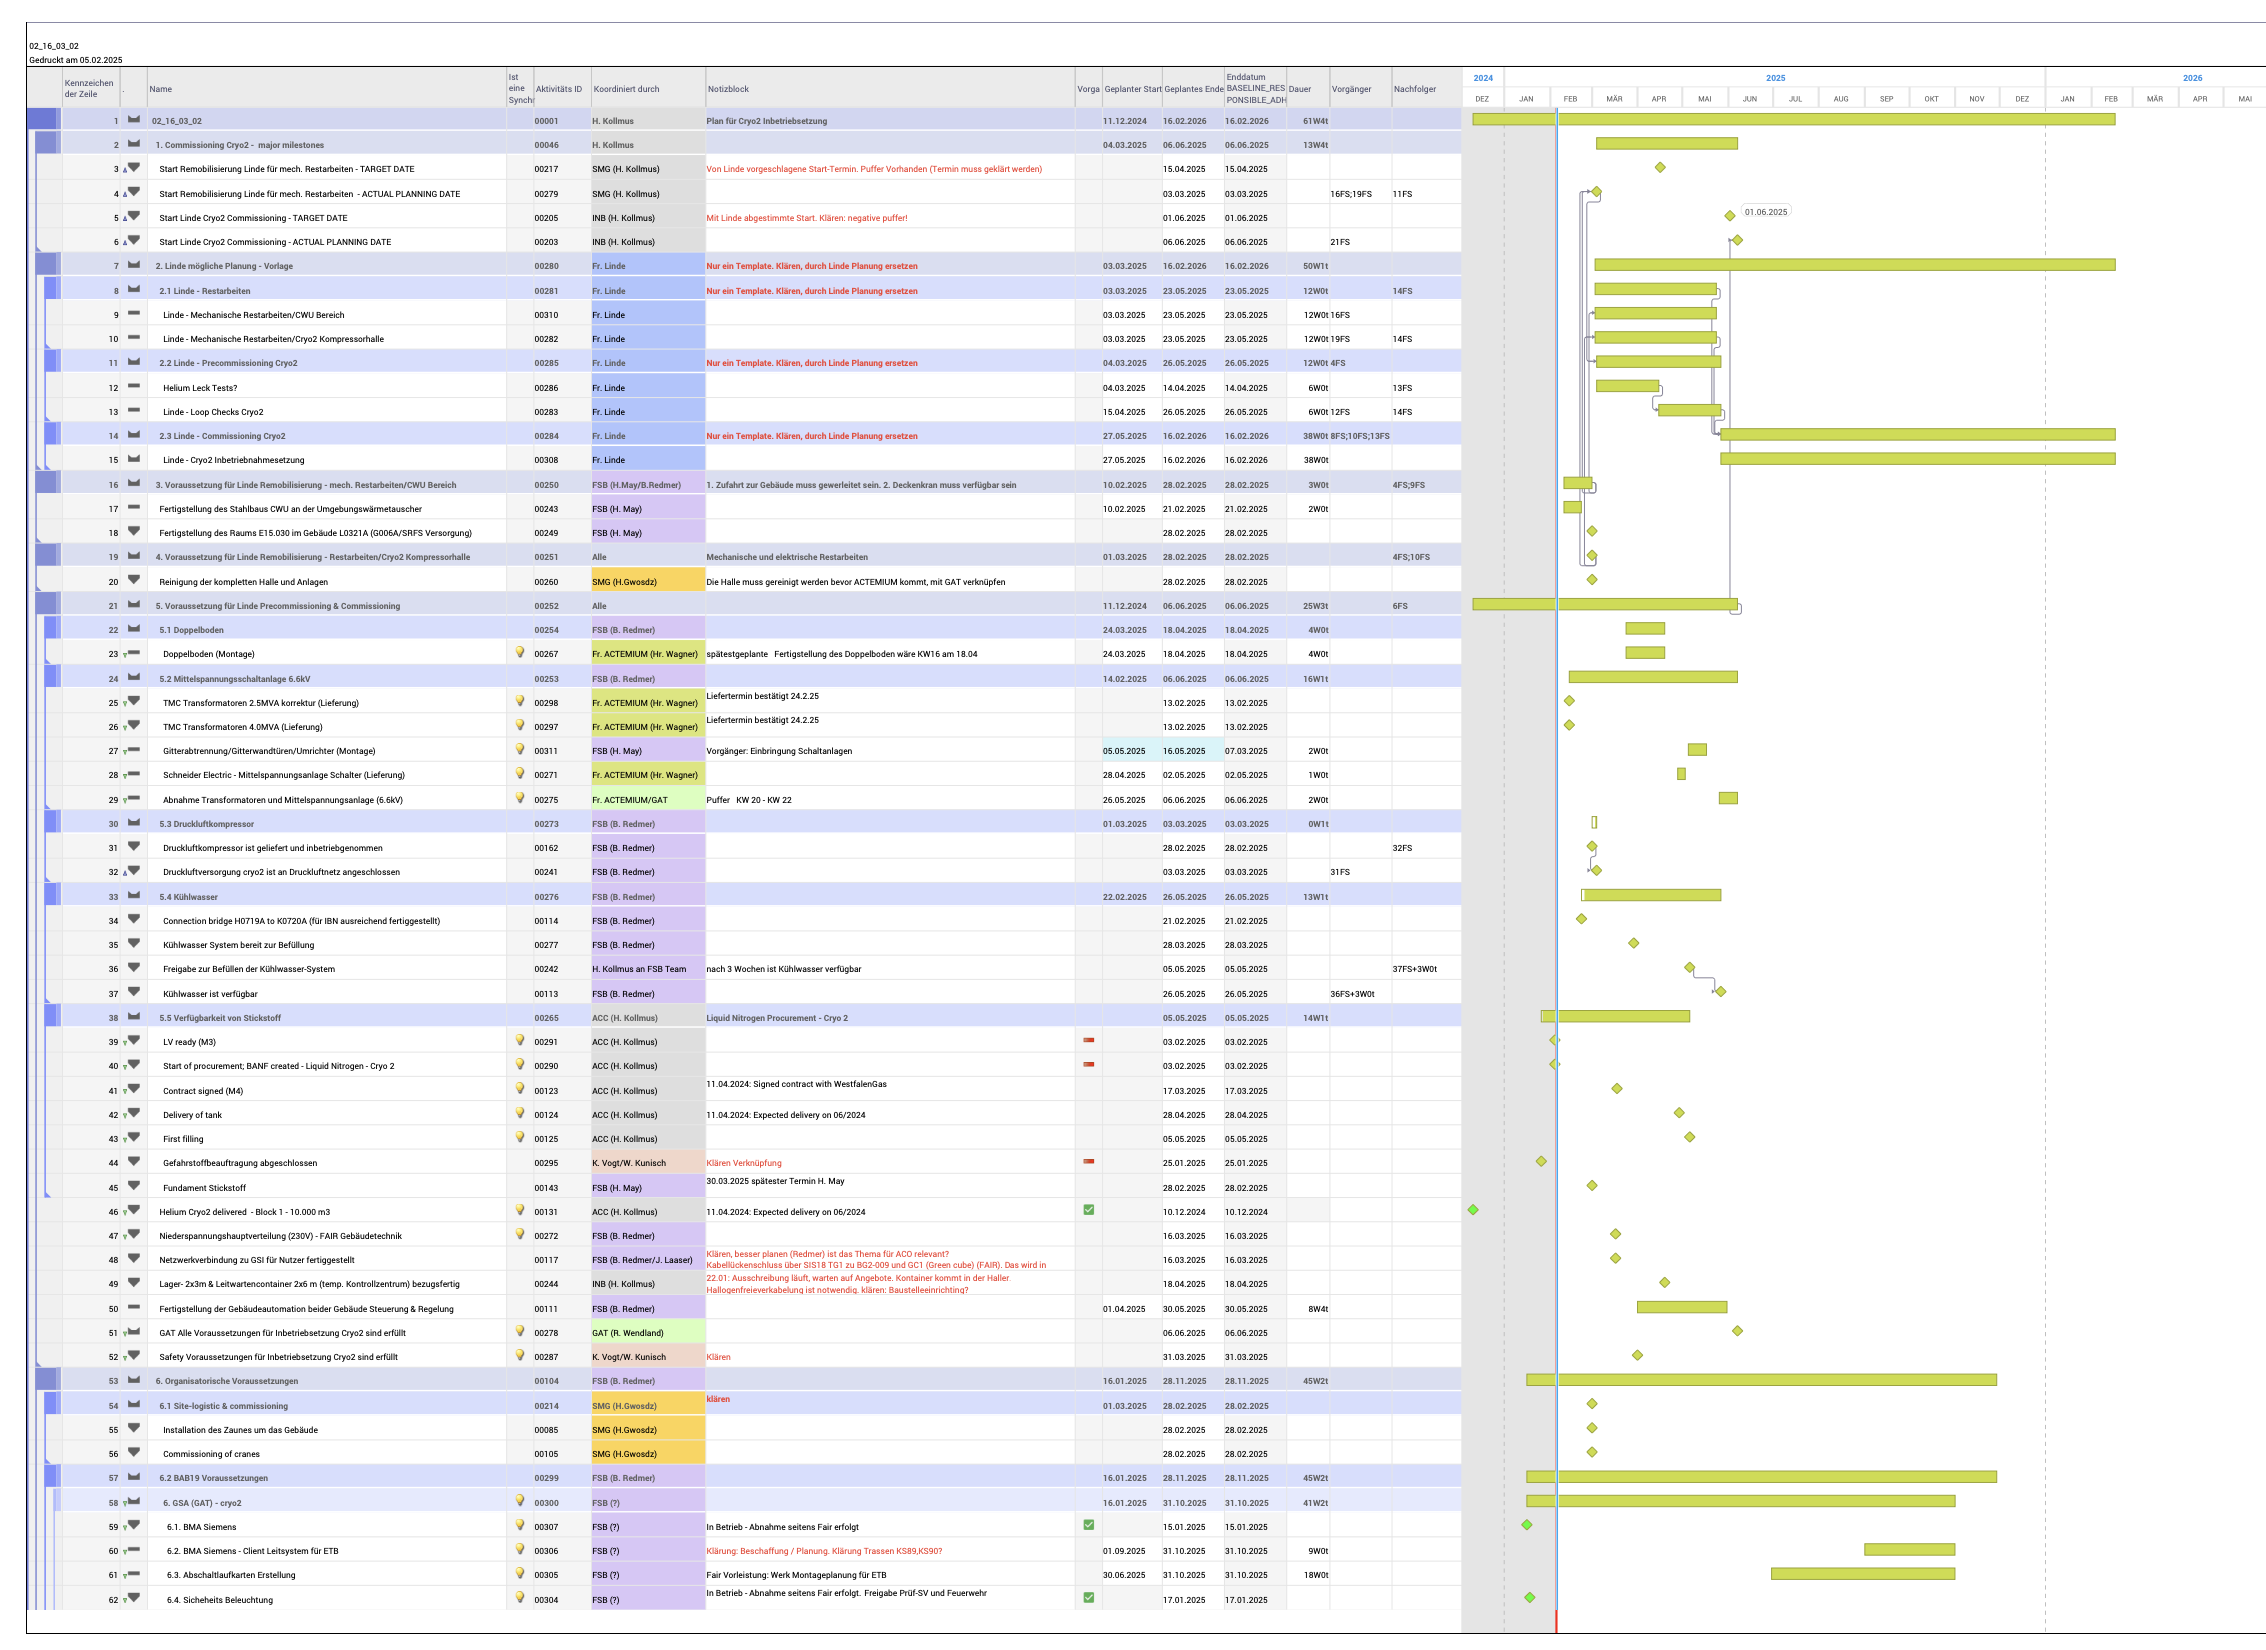 02_16_03_02
Gedruckt am 05.02.2025
Kennzeichen der Zeile . Name Ist eine Synchr Aktivitäts ID Koordiniert durch Notizblock Vorga Geplanter Start Geplantes Ende Enddatum BASELINE_RES PONSIBLE_ADH Dauer Vorgänger Nachfolger
2024 2025 2026
DEZ JAN FEB MÄR APR MAI JUN JUL AUG SEP OKT NOV DEZ JAN FEB MÄR APR MAI
1 02_16_03_02 00001 H. Kollmus Plan für Cryo2 Inbetriebsetzung 11.12.2024 16.02.2026 16.02.2026 61W4t
2 1. Commissioning Cryo2 - major milestones 00046 H. Kollmus 04.03.2025 06.06.2025 06.06.2025 13W4t
3 Start Remobilisierung Linde für mech. Restarbeiten - TARGET DATE 00217 SMG (H. Kollmus) Von Linde vorgeschlagene Start-Termin. Puffer Vorhanden (Termin muss geklärt werden) 15.04.2025 15.04.2025
4 Start Remobilisierung Linde für mech. Restarbeiten - ACTUAL PLANNING DATE 00279 SMG (H. Kollmus) 03.03.2025 03.03.2025 16FS;19FS 11FS
5 Start Linde Cryo2 Commissioning - TARGET DATE 00205 INB (H. Kollmus) Mit Linde abgestimmte Start. Klären: negative puffer! 01.06.2025 01.06.2025 01.06.2025
6 Start Linde Cryo2 Commissioning - ACTUAL PLANNING DATE 00203 INB (H. Kollmus) 06.06.2025 06.06.2025 21FS
7 2. Linde mögliche Planung - Vorlage 00280 Fr. Linde Nur ein Template. Klären, durch Linde Planung ersetzen 03.03.2025 16.02.2026 16.02.2026 50W1t
8 2.1 Linde - Restarbeiten 00281 Fr. Linde Nur ein Template. Klären, durch Linde Planung ersetzen 03.03.2025 23.05.2025 23.05.2025 12W0t 14FS
9 Linde - Mechanische Restarbeiten/CWU Bereich 00310 Fr. Linde 03.03.2025 23.05.2025 23.05.2025 12W0t 16FS
10 Linde - Mechanische Restarbeiten/Cryo2 Kompressorhalle 00282 Fr. Linde 03.03.2025 23.05.2025 23.05.2025 12W0t 19FS 14FS
11 2.2 Linde - Precommissioning Cryo2 00285 Fr. Linde Nur ein Template. Klären, durch Linde Planung ersetzen 04.03.2025 26.05.2025 26.05.2025 12W0t 4FS
12 Helium Leck Tests? 00286 Fr. Linde 04.03.2025 14.04.2025 14.04.2025 6W0t 13FS
13 Linde - Loop Checks Cryo2 00283 Fr. Linde 15.04.2025 26.05.2025 26.05.2025 6W0t 12FS 14FS
14 2.3 Linde - Commissioning Cryo2 00284 Fr. Linde Nur ein Template. Klären, durch Linde Planung ersetzen 27.05.2025 16.02.2026 16.02.2026 38W0t 8FS;10FS;13FS
15 Linde - Cryo2 Inbetriebnahmesetzung 00308 Fr. Linde 27.05.2025 16.02.2026 16.02.2026 38W0t
16 3. Voraussetzung für Linde Remobilisierung - mech. Restarbeiten/CWU Bereich 00250 FSB (H.May/B.Redmer) 1. Zufahrt zur Gebäude muss gewerleitet sein. 2. Deckenkran muss verfügbar sein 10.02.2025 28.02.2025 28.02.2025 3W0t 4FS;9FS
17 Fertigstellung des Stahlbaus CWU an der Umgebungswärmetauscher 00243 FSB (H. May) 10.02.2025 21.02.2025 21.02.2025 2W0t
18 Fertigstellung des Raums E15.030 im Gebäude L0321A (G006A/SRFS Versorgung) 00249 FSB (H. May) 28.02.2025 28.02.2025
19 4. Voraussetzung für Linde Remobilisierung - Restarbeiten/Cryo2 Kompressorhalle 00251 Alle Mechanische und elektrische Restarbeiten 01.03.2025 28.02.2025 28.02.2025 4FS;10FS
20 Reinigung der kompletten Halle und Anlagen 00260 SMG (H.Gwosdz) Die Halle muss gereinigt werden bevor ACTEMIUM kommt, mit GAT verknüpfen 28.02.2025 28.02.2025
21 5. Voraussetzung für Linde Precommissioning & Commissioning 00252 Alle 11.12.2024 06.06.2025 06.06.2025 25W3t 6FS
22 5.1 Doppelboden 00254 FSB (B. Redmer) 24.03.2025 18.04.2025 18.04.2025 4W0t
23 Doppelboden (Montage) 00267 Fr. ACTEMIUM (Hr. Wagner) spätestgeplante Fertigstellung des Doppelboden wäre KW16 am 18.04 24.03.2025 18.04.2025 18.04.2025 4W0t
24 5.2 Mittelspannungsschaltanlage 6.6kV 00253 FSB (B. Redmer) 14.02.2025 06.06.2025 06.06.2025 16W1t
25 TMC Transformatoren 2.5MVA korrektur (Lieferung) 00298 Fr. ACTEMIUM (Hr. Wagner) Liefertermin bestätigt 24.2.25 13.02.2025 13.02.2025
26 TMC Transformatoren 4.0MVA (Lieferung) 00297 Fr. ACTEMIUM (Hr. Wagner) Liefertermin bestätigt 24.2.25 13.02.2025 13.02.2025
27 Gitterabtrennung/Gitterwandtüren/Umrichter (Montage) 00311 FSB (H. May) Vorgänger: Einbringung Schaltanlagen 05.05.2025 16.05.2025 07.03.2025 2W0t
28 Schneider Electric - Mittelspannungsanlage Schalter (Lieferung) 00271 Fr. ACTEMIUM (Hr. Wagner) 28.04.2025 02.05.2025 02.05.2025 1W0t
29 Abnahme Transformatoren und Mittelspannungsanlage (6.6kV) 00275 Fr. ACTEMIUM/GAT Puffer KW 20 - KW 22 26.05.2025 06.06.2025 06.06.2025 2W0t
30 5.3 Druckluftkompressor 00273 FSB (B. Redmer) 01.03.2025 03.03.2025 03.03.2025 0W1t
31 Druckluftkompressor ist geliefert und inbetriebgenommen 00162 FSB (B. Redmer) 28.02.2025 28.02.2025 32FS
32 Druckluftversorgung cryo2 ist an Druckluftnetz angeschlossen 00241 FSB (B. Redmer) 03.03.2025 03.03.2025 31FS
33 5.4 Kühlwasser 00276 FSB (B. Redmer) 22.02.2025 26.05.2025 26.05.2025 13W1t
34 Connection bridge H0719A to K0720A (für IBN ausreichend fertiggestellt) 00114 FSB (B. Redmer) 21.02.2025 21.02.2025
35 Kühlwasser System bereit zur Befüllung 00277 FSB (B. Redmer) 28.03.2025 28.03.2025
36 Freigabe zur Befüllen der Kühlwasser-System 00242 H. Kollmus an FSB Team nach 3 Wochen ist Kühlwasser verfügbar 05.05.2025 05.05.2025 37FS+3W0t
37 Kühlwasser ist verfügbar 00113 FSB (B. Redmer) 26.05.2025 26.05.2025 36FS+3W0t
38 5.5 Verfügbarkeit von Stickstoff 00265 ACC (H. Kollmus) Liquid Nitrogen Procurement - Cryo 2 05.05.2025 05.05.2025 14W1t
39 LV ready (M3) 00291 ACC (H. Kollmus) 03.02.2025 03.02.2025
40 Start of procurement; BANF created - Liquid Nitrogen - Cryo 2 00290 ACC (H. Kollmus) 03.02.2025 03.02.2025
41 Contract signed (M4) 00123 ACC (H. Kollmus) 11.04.2024: Signed contract with WestfalenGas 17.03.2025 17.03.2025
42 Delivery of tank 00124 ACC (H. Kollmus) 11.04.2024: Expected delivery on 06/2024 28.04.2025 28.04.2025
43 First filling 00125 ACC (H. Kollmus) 05.05.2025 05.05.2025
44 Gefahrstoffbeauftragung abgeschlossen 00295 K. Vogt/W. Kunisch Klären Verknüpfung 25.01.2025 25.01.2025
45 Fundament Stickstoff 00143 FSB (H. May) 30.03.2025 spätester Termin H. May 28.02.2025 28.02.2025
46 Helium Cryo2 delivered - Block 1 - 10.000 m3 00131 ACC (H. Kollmus) 11.04.2024: Expected delivery on 06/2024 10.12.2024 10.12.2024
47 Niederspannungshauptverteilung (230V) - FAIR Gebäudetechnik 00272 FSB (B. Redmer) 16.03.2025 16.03.2025
48 Netzwerkverbindung zu GSI für Nutzer fertiggestellt 00117 FSB (B. Redmer/J. Laaser) Klären, besser planen (Redmer) ist das Thema für ACO relevant? 16.03.2025 16.03.2025
Kabellückenschluss über SIS18 TG1 zu BG2-009 und GC1 (Green cube) (FAIR). Das wird in
49 Lager- 2x3m & Leitwartencontainer 2x6 m (temp. Kontrollzentrum) bezugsfertig 00244 INB (H. Kollmus) 22.01: Ausschreibung läuft, warten auf Angebote. Kontainer kommt in der Haller. 18.04.2025 18.04.2025
Hallogenfreieverkabelung ist notwendig. klären: Baustelleeinrichting?
50 Fertigstellung der Gebäudeautomation beider Gebäude Steuerung & Regelung 00111 FSB (B. Redmer) 01.04.2025 30.05.2025 30.05.2025 8W4t
51 GAT Alle Voraussetzungen für Inbetriebsetzung Cryo2 sind erfüllt 00278 GAT (R. Wendland) 06.06.2025 06.06.2025
52 Safety Voraussetzungen für Inbetriebsetzung Cryo2 sind erfüllt 00287 K. Vogt/W. Kunisch Klären 31.03.2025 31.03.2025
53 6. Organisatorische Voraussetzungen 00104 FSB (B. Redmer) 16.01.2025 28.11.2025 28.11.2025 45W2t
54 6.1 Site-logistic & commissioning 00214 SMG (H.Gwosdz) klären 01.03.2025 28.02.2025 28.02.2025
55 Installation des Zaunes um das Gebäude 00085 SMG (H.Gwosdz) 28.02.2025 28.02.2025
56 Commissioning of cranes 00105 SMG (H.Gwosdz) 28.02.2025 28.02.2025
57 6.2 BAB19 Voraussetzungen 00299 FSB (B. Redmer) 16.01.2025 28.11.2025 28.11.2025 45W2t
58 6. GSA (GAT) - cryo2 00300 FSB (?) 16.01.2025 31.10.2025 31.10.2025 41W2t
59 6.1. BMA Siemens 00307 FSB (?) In Betrieb - Abnahme seitens Fair erfolgt 15.01.2025 15.01.2025
60 6.2. BMA Siemens - Client Leitsystem für ETB 00306 FSB (?) Klärung: Beschaffung / Planung. Klärung Trassen KS89,KS90? 01.09.2025 31.10.2025 31.10.2025 9W0t
61 6.3. Abschaltlaufkarten Erstellung 00305 FSB (?) Fair Vorleistung: Werk Montageplanung für ETB 30.06.2025 31.10.2025 31.10.2025 18W0t
62 6.4. Sicheheits Beleuchtung 00304 FSB (?) In Betrieb - Abnahme seitens Fair erfolgt. Freigabe Prüf-SV und Feuerwehr 17.01.2025 17.01.2025